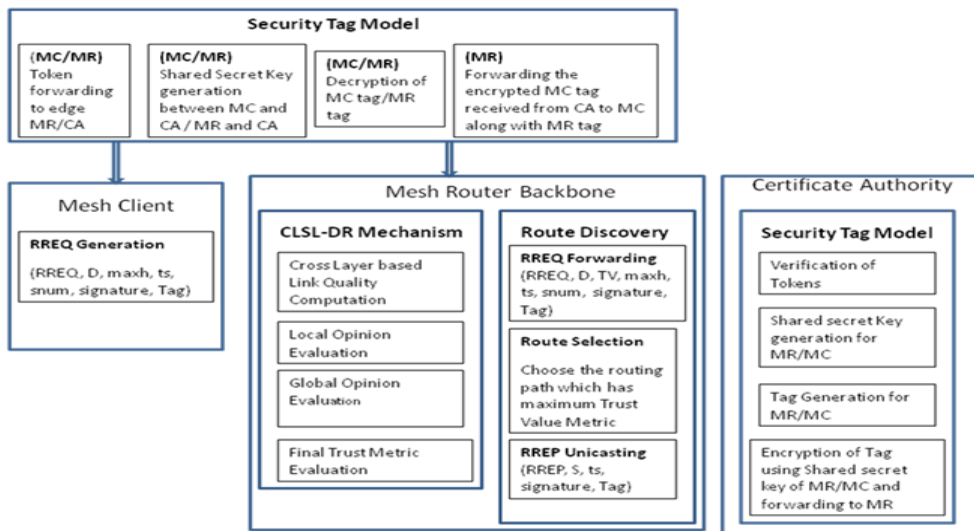 Security Tag Model
(MC/MR)
Token
forwarding
to edge
MR/CA
(MC/MR)
Shared Secret Key
generation
between MC and
CA / MR and CA
(MC/MR)
Decryption of
MC tag/MR
tag
(MR)
Forwarding the
encrypted MC tag
received from CA to MC
along with MR tag
Mesh Client
RREQ Generation
{RREQ, D, maxh, ts,
snum, signature, Tag}
Mesh Router Backbone
CLSL-DR Mechanism
Cross Layer based
Link Quality
Computation
Local Opinion
Evaluation
Global Opinion
Evaluation
Final Trust Metric
Evaluation
Route Discovery
RREQ Forwarding
{RREQ, D, TV, maxh,
ts, snum, signature,
Tag}
Route Selection
Choose the routing
path which has
maximum Trust
Value Metric
RREP Unicasting
{RREP, S, ts,
signature, Tag}
Certificate Authority
Security Tag Model
Verification of
Tokens
Shared secret Key
generation for
MR/MC
Tag Generation for
MR/MC
Encryption of Tag
using Shared secret
key of MR/MC and
forwarding to MR